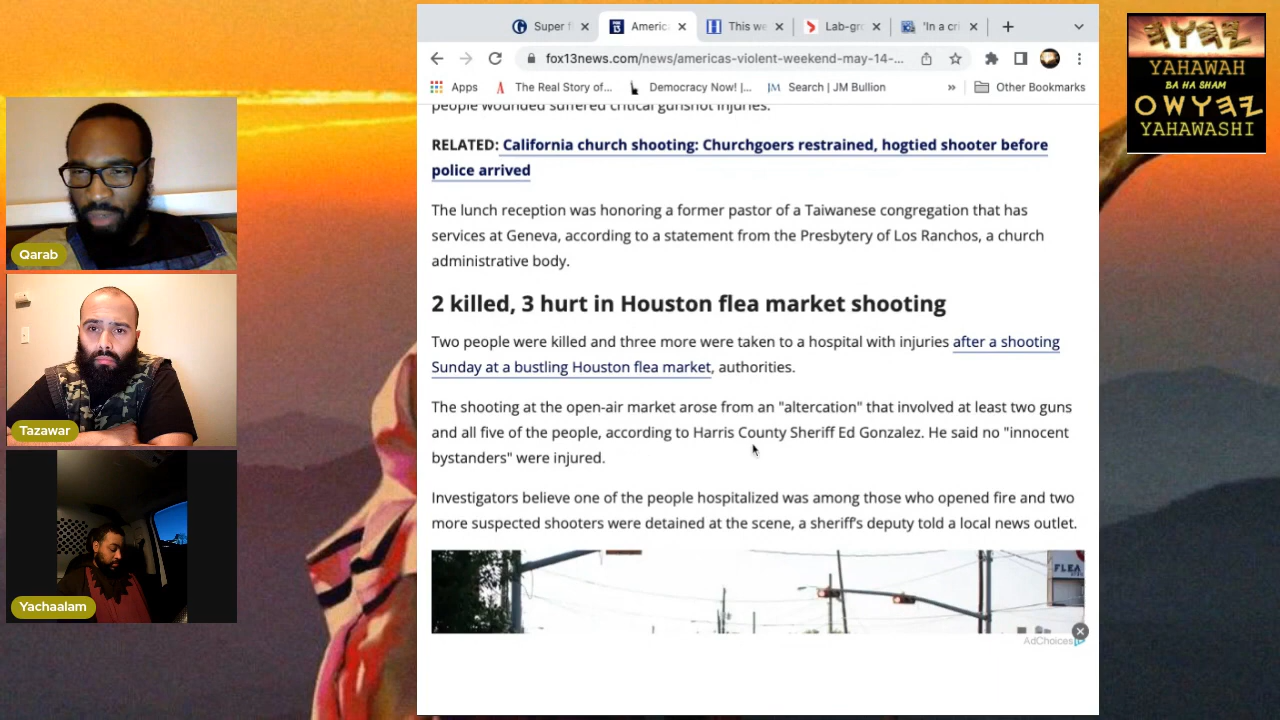 Super f
Americ
This we
Lab-gr
'In a cri
fox13news.com/news/americas-violent-weekend-may-14-...
Apps
The Real Story of...
Democracy Now! |...
Search | JM Bullion
»
Other Bookmarks
people wounded suffered critical gunshot injuries.
RELATED: California church shooting: Churchgoers restrained, hogtied shooter before
police arrived
The lunch reception was honoring a former pastor of a Taiwanese congregation that has
services at Geneva, according to a statement from the Presbytery of Los Ranchos, a church
administrative body.
2 killed, 3 hurt in Houston flea market shooting
Two people were killed and three more were taken to a hospital with injuries after a shooting
Sunday at a bustling Houston flea market, authorities.
The shooting at the open-air market arose from an "altercation" that involved at least two guns
and all five of the people, according to Harris County Sheriff Ed Gonzalez. He said no "innocent
bystanders" were injured.
Investigators believe one of the people hospitalized was among those who opened fire and two
more suspected shooters were detained at the scene, a sheriff's deputy told a local news outlet.
FLEA
AdChoices
Qarab
Tazawar
Yachaalam
YAHAWAH
BA HA SHAM
YAHAWASHI